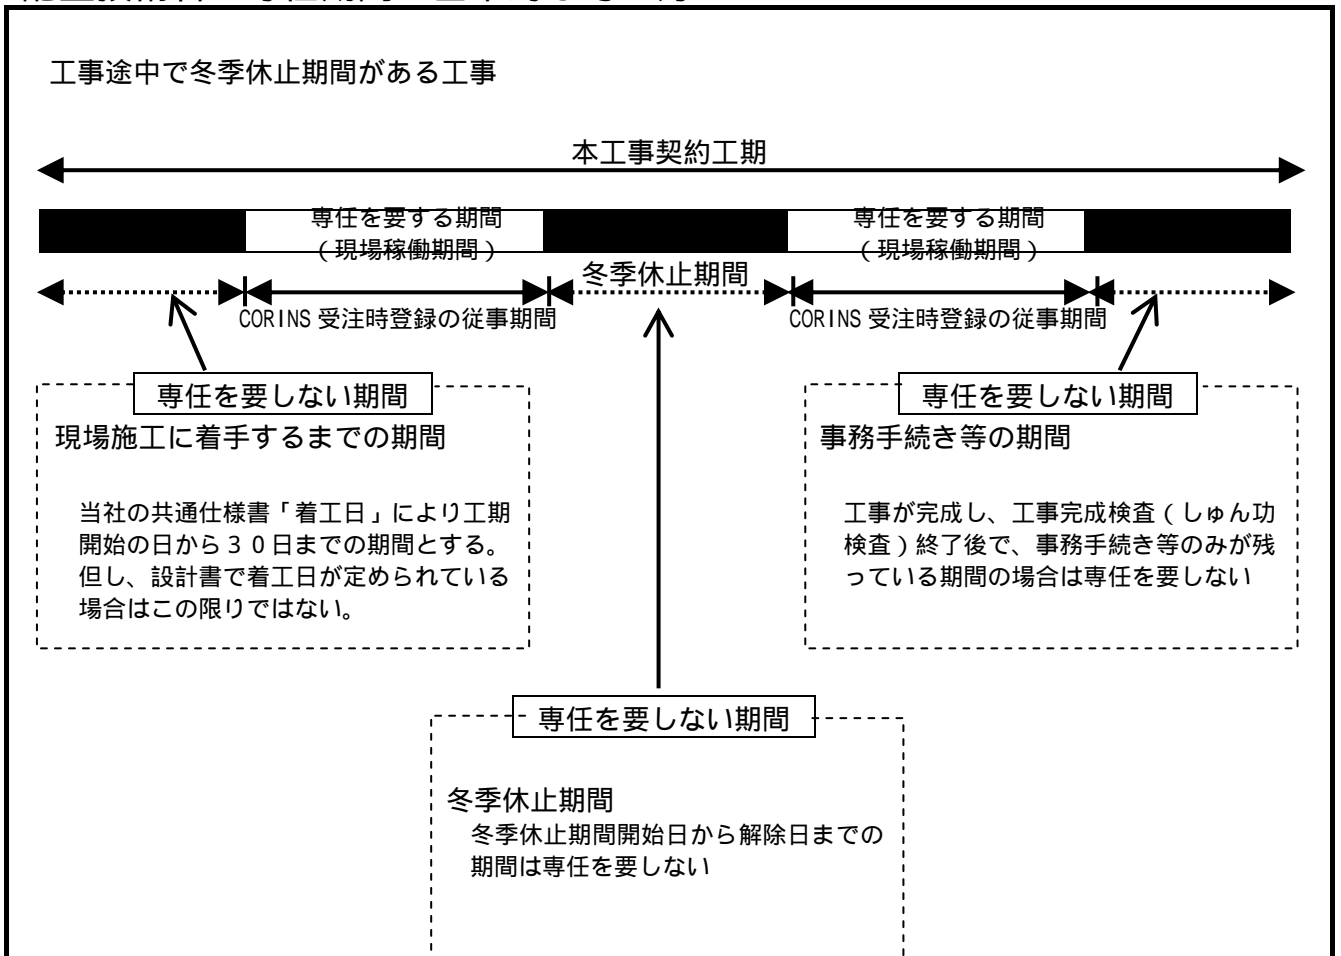 工事途中で冬季休止期間がある工事
本工事契約工期
専任を要する期間
(現場稼働期間)
専任を要する期間
(現場稼働期間)
冬季休止期間
CORINS 受注時登録の従事期間
CORINS 受注時登録の従事期間
専任を要しない期間
現場施工に着手するまでの期間
当社の共通仕様書「着工日」により工期
開始の日から30日までの期間とする。
但し、設計書で着工日が定められている
場合はこの限りではない。
専任を要しない期間
事務手続き等の期間
工事が完成し、工事完成検査(しゅん功
検査)終了後で、事務手続き等のみが残
っている期間の場合は専任を要しない
専任を要しない期間
冬季休止期間
冬季休止期間開始日から解除日までの
期間は専任を要しない